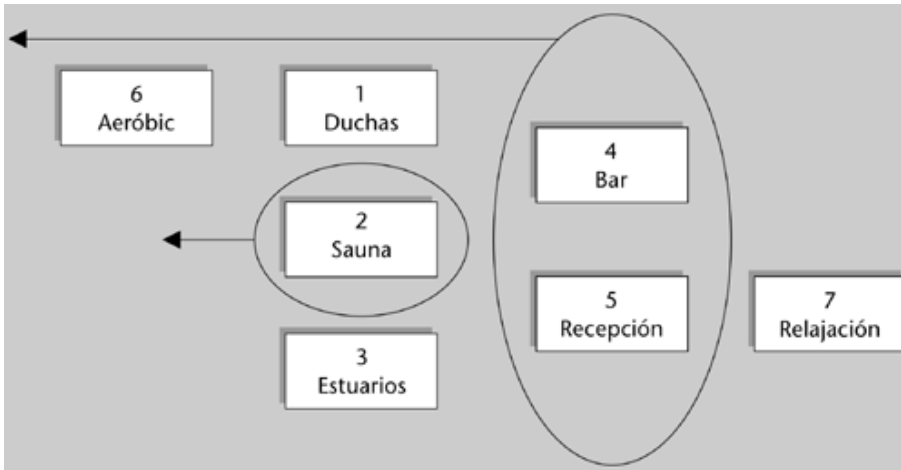 6
Aeróbic
1
Duchas
4
Bar
2
Sauna
5
Recepción
7
Relajación
3
Estuarios